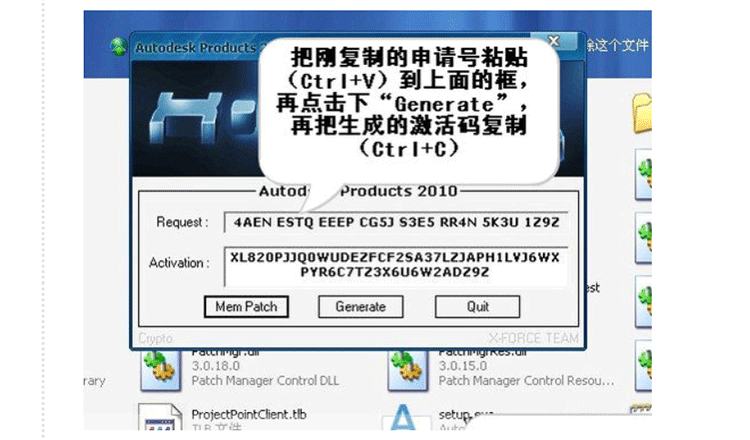 Autodesk Products 2
除这个文件
把刚复制的申请号粘贴
（Ctrl+V）到上面的框，
再点击下“Generate”，
再把生成的激活码复制
（Ctrl+C）
Products 2010
Request :
4AEN ESTQ EEEP CG5J S3E5 RR4N 5K3U 1Z9Z
Activation :
XL820PJJQ0WUDEZFCF2SA37LZJAPH1LVJ6WX
PYR6C7TZ3X6U6W2ADZ9Z
Mem Patch
Generate
Quit
est
Crypto
X-FORCE TEAM
PatchMgr.dll
3.0.18.0
Patch Manager Control DLL
PatchMgrRes.dll
3.0.15.0
Patch Manager Control Resou...
rary
ProjectPointClient.tlb
TLB 文件
setup.exe